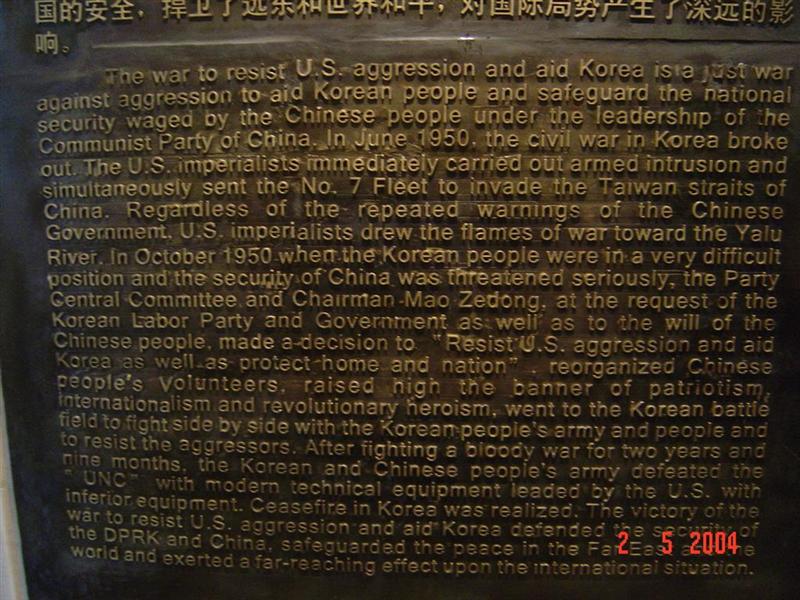 国的安全，捍卫了远东和世界和平，对国际局势产生了深远的影
响。
The war to resist U.S. aggression and aid Korea is a just war
against aggression to aid Korean people and safeguard the national
security waged by the Chinese people under the leadership of the
Communist Party of China. In June 1950, the civil war in Korea broke
out. The U.S. imperialists immediately carried out armed intrusion and
simultaneously sent the No. 7 Fleet to invade the Taiwan straits of
China. Regardless of the repeated warnings of the Chinese
Government, U.S. imperialists drew the flames of war toward the Yalu
River. In October 1950 when the Korean people were in a very difficult
position and the security of China was threatened seriously, the Party
Central Committee and Chairman Mao Zedong, at the request of the
Korean Labor Party and Government as well as to the will of the
Chinese people, made a decision to "Resist U.S. aggression and aid
Korea as well as protect home and nation", reorganized Chinese
people's Volunteers, raised high the banner of patriotism,
internationalism and revolutionary heroism, went to the Korean battle
field to fight side by side with the Korean people's army and people and
to resist the aggressors. After fighting a bloody war for two years and
nine months, the Korean and Chinese people's army defeated the
"UNC" with modern technical equipment leaded by the U.S. with
inferior equipment. Ceasefire in Korea was realized. The victory of the
war to resist U.S. aggression and aid Korea defended the security of
the DPRK and China, safeguarded the peace in the Far East
world and exerted a far-reaching effect upon the international situation.
2 5 2004